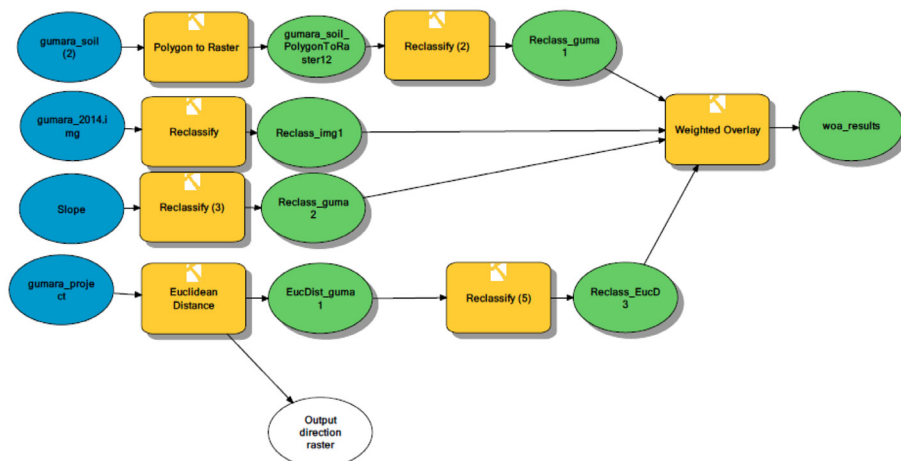 gumara_soil
(2)
Polygon to Raster
gumara_soil_
PolygonToRa
ster12
Reclassify (2)
Reclass_guma
1
gumara_2014.i
mg
Reclassify
Reclass_img1
Weighted Overlay
woa_results
Slope
Reclassify (3)
Reclass_guma
2
gumara_proje
ct
Euclidean
Distance
EucDist_guma
1
Reclassify (5)
Reclass_EucD
3
Output
direction
raster